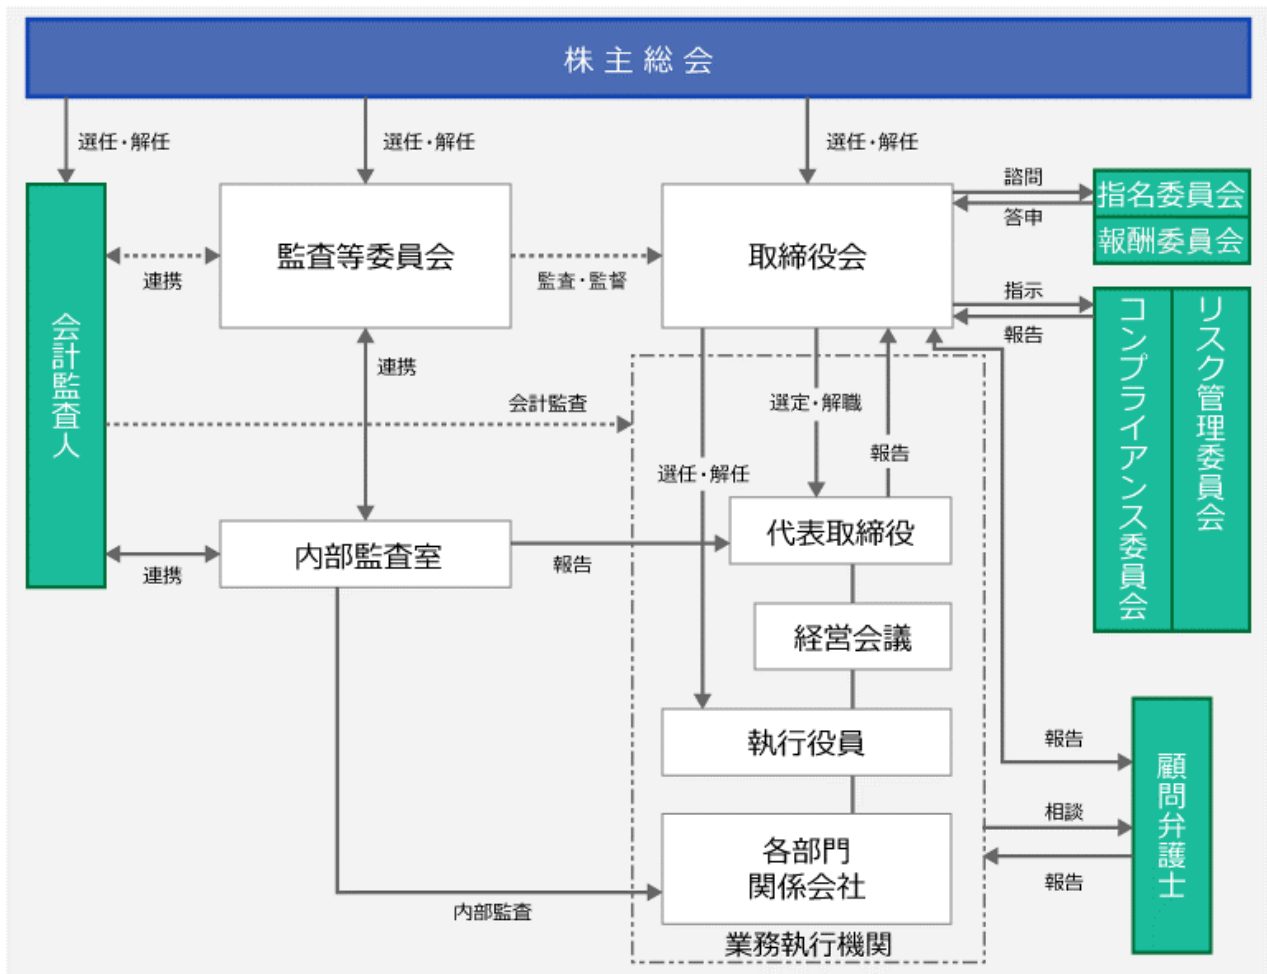 株主総会
選任・解任
選任・解任
選任・解任
諮問
指名委員会
答申
報酬委員会
監査等委員会
取締役会
連携
監査・監督
指示
報告
コンプライアンス委員会
リスク管理委員会
会計監査人
連携
会計監査
選定・解職
報告
選任・解任
代表取締役
内部監査室
報告
連携
経営会議
執行役員
報告
顧問弁護士
相談
報告
各部門
関係会社
内部監査
業務執行機関